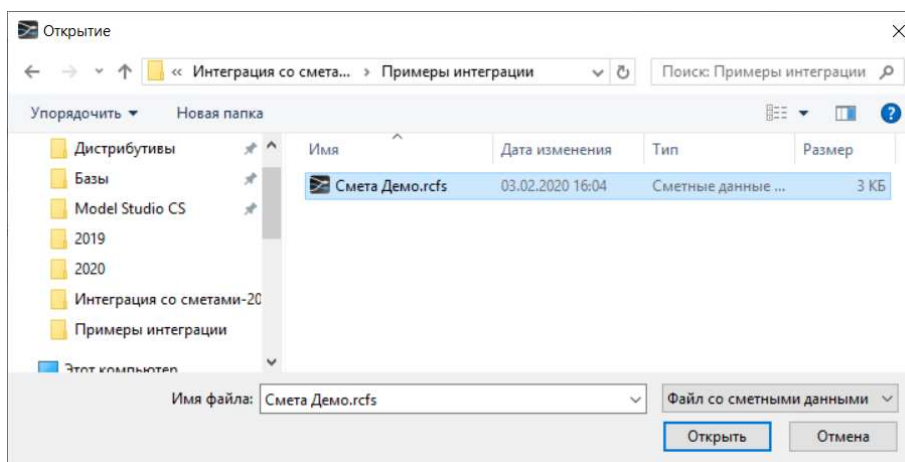 Открытие
« Интеграция со смета... › Примеры интеграции
Поиск: Примеры интеграции
Упорядочить Новая папка
Имя Дата изменения Тип Размер
Смета Демо.rcfs 03.02.2020 16:04 Сметные данные ... 3 КБ
Дистрибутивы
Базы
Model Studio CS
2019
2020
Интеграция со сметами-20
Примеры интеграции
Этот компьютер
Имя файла: Смета Демо.rcfs Файл со сметными данными
Открыть Отмена